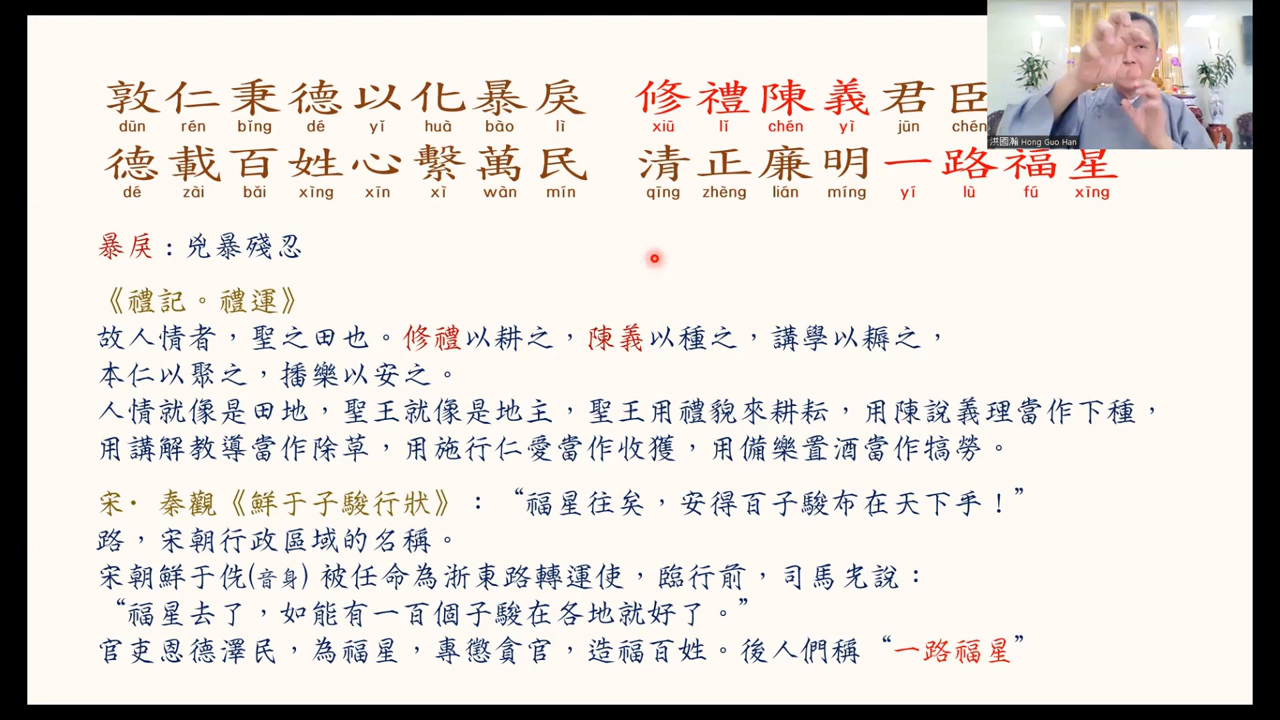 敦仁秉德以化暴戾　修禮陳義君臣
dūn rén bǐng dé yǐ huà bào lì　xiū lǐ chén yì jūn chén
洪國瀚 Hong Guo Han
德載百姓心繫萬民　清正廉明一路福星
dé zài bǎi xìng xīn xì wàn mín　qīng zhèng lián míng yí lù fú xīng
暴戾：兇暴殘忍
《禮記。禮運》
故人情者，聖之田也。修禮以耕之，陳義以種之，講學以耨之，
本仁以聚之，播樂以安之。
人情就像是田地，聖王就像是地主，聖王用禮貌來耕耘，用陳說義理當作下種，
用講解教導當作除草，用施行仁愛當作收獲，用備樂置酒當作犒勞。
宋· 秦觀《鮮于子駿行狀》：“福星往矣，安得百子駿布在天下乎！”
路，宋朝行政區域的名稱。
宋朝鮮于侁(音身) 被任命為浙東路轉運使，臨行前，司馬光說：
“福星去了，如能有一百個子駿在各地就好了。”
官吏恩德澤民，為福星，專懲貪官，造福百姓。後人們稱“一路福星”